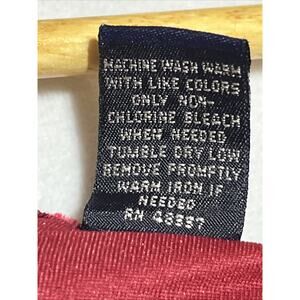 MACHINE WASH WARM
WITH LIKE COLORS
ONLY NON-
CHLORINE BLEACH
WHEN NEEDED
TUMBLE DRY LOW
REMOVE PROMPTLY
WARM IRON IF
NEEDED
RN 48997